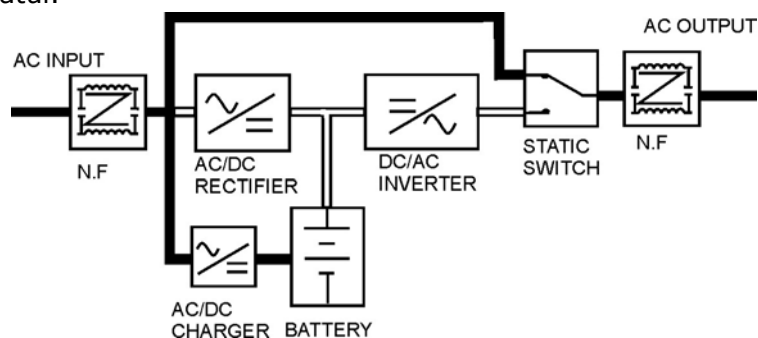 AC OUTPUT
AC INPUT
N.F
AC/DC
RECTIFIER
DC/AC
INVERTER
STATIC
SWITCH
N.F
AC/DC
CHARGER
BATTERY